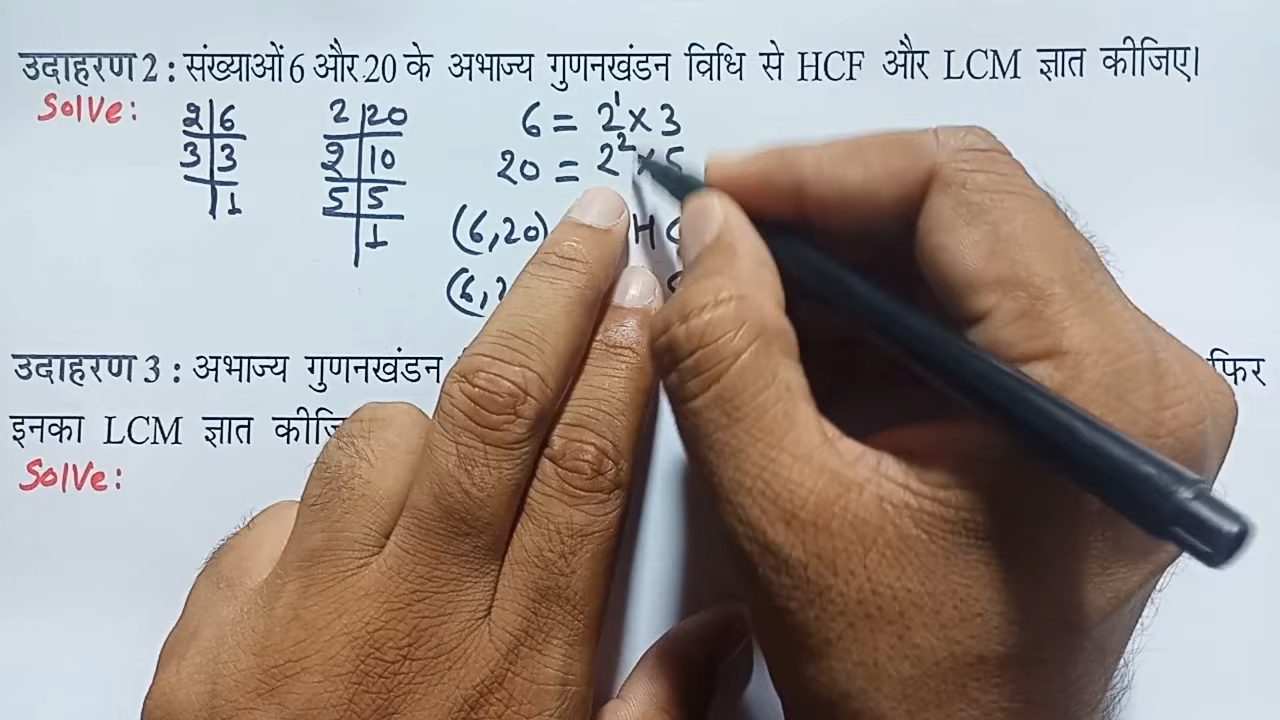 उदाहरण 2 : संख्याओं 6 और 20 के अभाज्य गुणनखंडन विधि से HCF और LCM ज्ञात कीजिए।
Solve:
2 | 6
3 | 3
| 1
2 | 20
2 | 10
5 | 5
| 1
6 = 2¹ × 3
20 = 2² × 5
(6,20) H
(6,
उदाहरण 3 : अभाज्य गुणनखंडन फिर
इनका LCM ज्ञात
Solve: